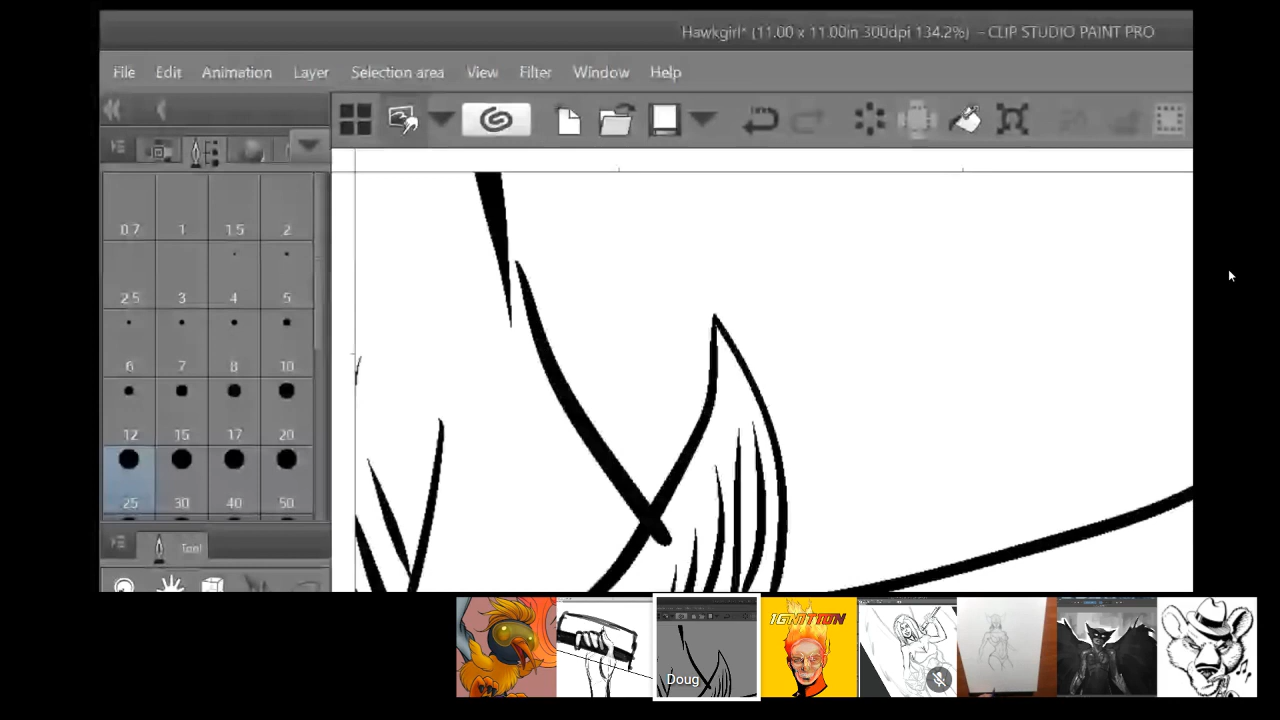 Hawkgirl* (11.00 x 11.00in 300dpi 134.2%)  - CLIP STUDIO PAINT PRO
File Edit Animation Layer Selection area View Filter Window Help
0.7 1 1.5 2
2.5 3 4 5
6 7 8 10
12 15 17 20
25 30 40 50
Tool
IGNITION
Doug